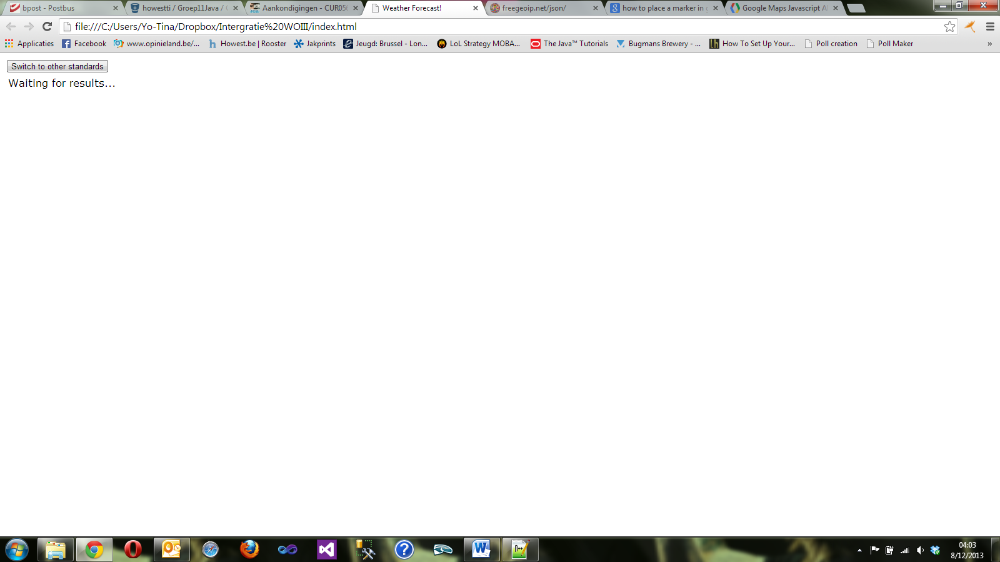 bpost - Postbus
howestti / Groep11Java /
Aankondigingen - CUR05
Weather Forecast!
freegeoip.net/json/
how to place a marker in
Google Maps Javascript A
file:///C:/Users/Yo-Tina/Dropbox/Intergratie%20WOIII/index.html
Applicaties
Facebook
www.opinieland.be/...
Howest.be | Rooster
Jakprints
Jeugd: Brussel - Lon...
LoL Strategy MOBA...
The Java™ Tutorials
Bugmans Brewery - ...
How To Set Up Your...
Poll creation
Poll Maker
»
Switch to other standards
Waiting for results...
04:03
8/12/2013